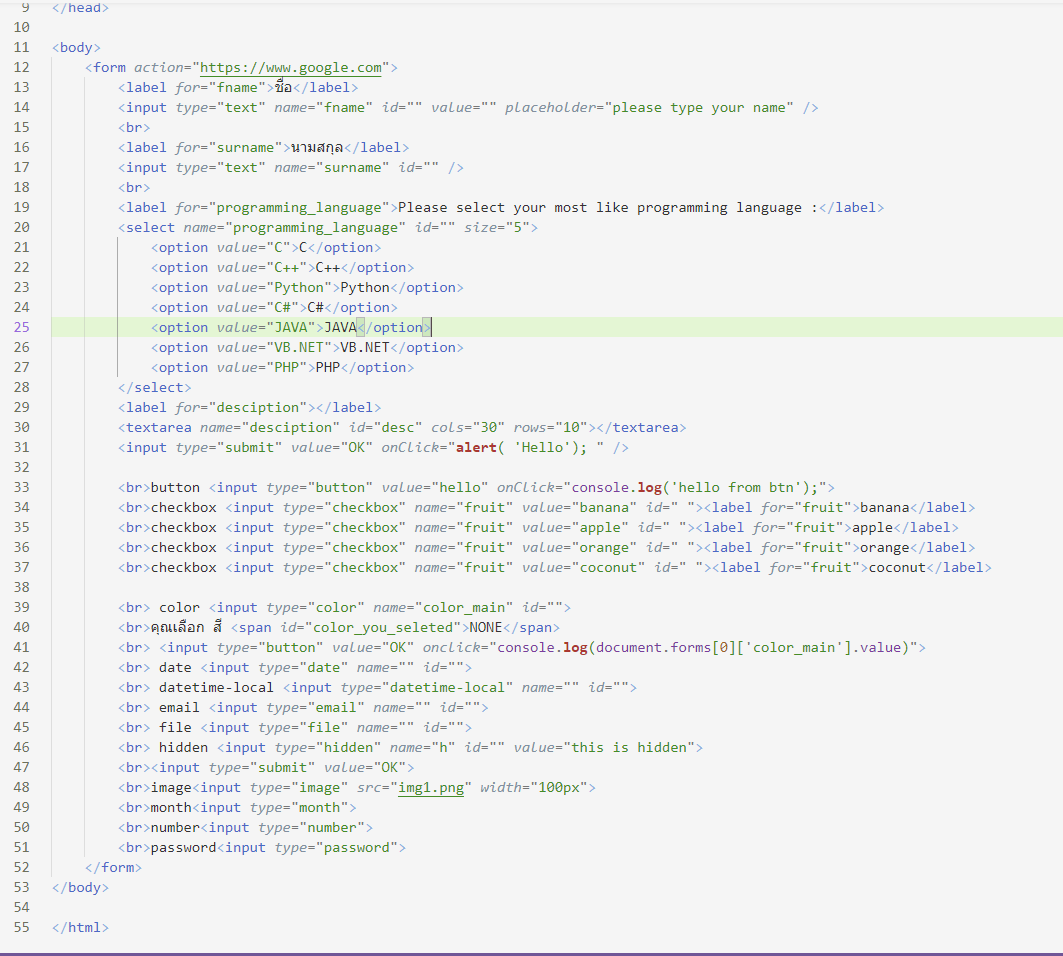 9 </head>
10
11 <body>
12 <form action="https://www.google.com">
13 <label for="fname">ชื่อ</label>
14 <input type="text" name="fname" id="" value="" placeholder="please type your name" />
15 <br>
16 <label for="surname">นามสกุล</label>
17 <input type="text" name="surname" id="" />
18 <br>
19 <label for="programming_language">Please select your most like programming language :</label>
20 <select name="programming_language" id="" size="5">
21 <option value="C">C</option>
22 <option value="C++">C++</option>
23 <option value="Python">Python</option>
24 <option value="C#">C#</option>
25 <option value="JAVA">JAVA</option>
26 <option value="VB.NET">VB.NET</option>
27 <option value="PHP">PHP</option>
28 </select>
29 <label for="desciption"></label>
30 <textarea name="desciption" id="desc" cols="30" rows="10"></textarea>
31 <input type="submit" value="OK" onClick="alert( 'Hello'); " />
32
33 <br>button <input type="button" value="hello" onClick="console.log('hello from btn');">
34 <br>checkbox <input type="checkbox" name="fruit" value="banana" id=" "><label for="fruit">banana</label>
35 <br>checkbox <input type="checkbox" name="fruit" value="apple" id=" "><label for="fruit">apple</label>
36 <br>checkbox <input type="checkbox" name="fruit" value="orange" id=" "><label for="fruit">orange</label>
37 <br>checkbox <input type="checkbox" name="fruit" value="coconut" id=" "><label for="fruit">coconut</label>
38
39 <br> color <input type="color" name="color_main" id="">
40 <br>คุณเลือก สี <span id="color_you_seleted">NONE</span>
41 <br> <input type="button" value="OK" onclick="console.log(document.forms[0]['color_main'].value)">
42 <br> date <input type="date" name="" id="">
43 <br> datetime-local <input type="datetime-local" name="" id="">
44 <br> email <input type="email" name="" id="">
45 <br> file <input type="file" name="" id="">
46 <br> hidden <input type="hidden" name="h" id="" value="this is hidden">
47 <br><input type="submit" value="OK">
48 <br>image<input type="image" src="img1.png" width="100px">
49 <br>month<input type="month">
50 <br>number<input type="number">
51 <br>password<input type="password">
52 </form>
53 </body>
54
55 </html>